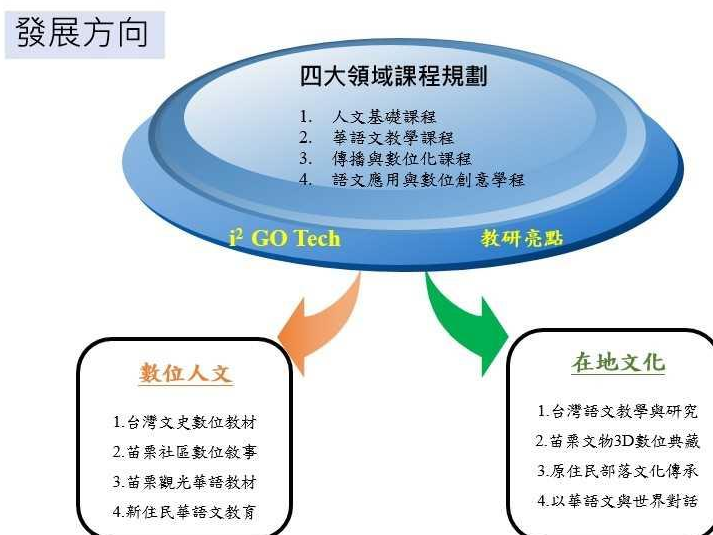 發展方向
四大領域課程規劃
1. 人文基礎課程
2. 華語文教學課程
3. 傳播與數位化課程
4. 語文應用與數位創意學程
i² GO Tech
教研亮點
數位人文
1.台灣文史數位教材
2.苗栗社區數位敘事
3.苗栗觀光華語教材
4.新住民華語文教育
在地文化
1.台灣語文教學與研究
2.苗栗文物3D數位典藏
3.原住民部落文化傳承
4.以華語文與世界對話